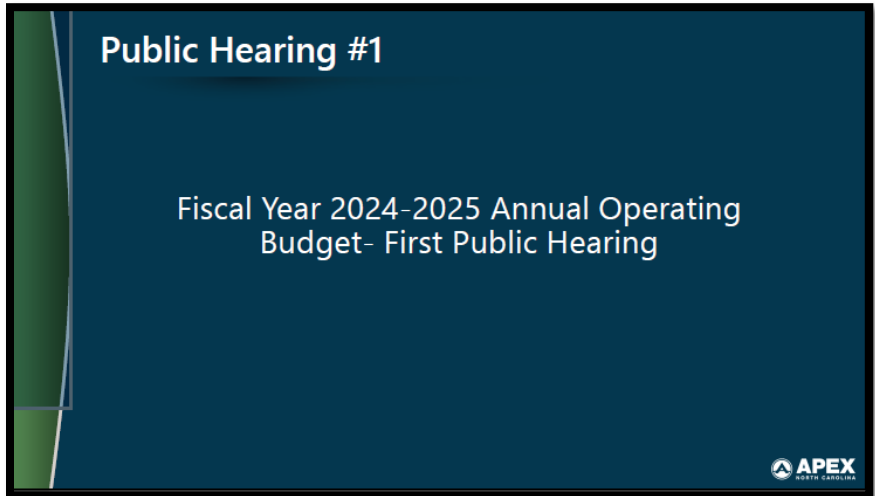 Public Hearing #1
Fiscal Year 2024-2025 Annual Operating
Budget- First Public Hearing
APEX
NORTH CAROLINA